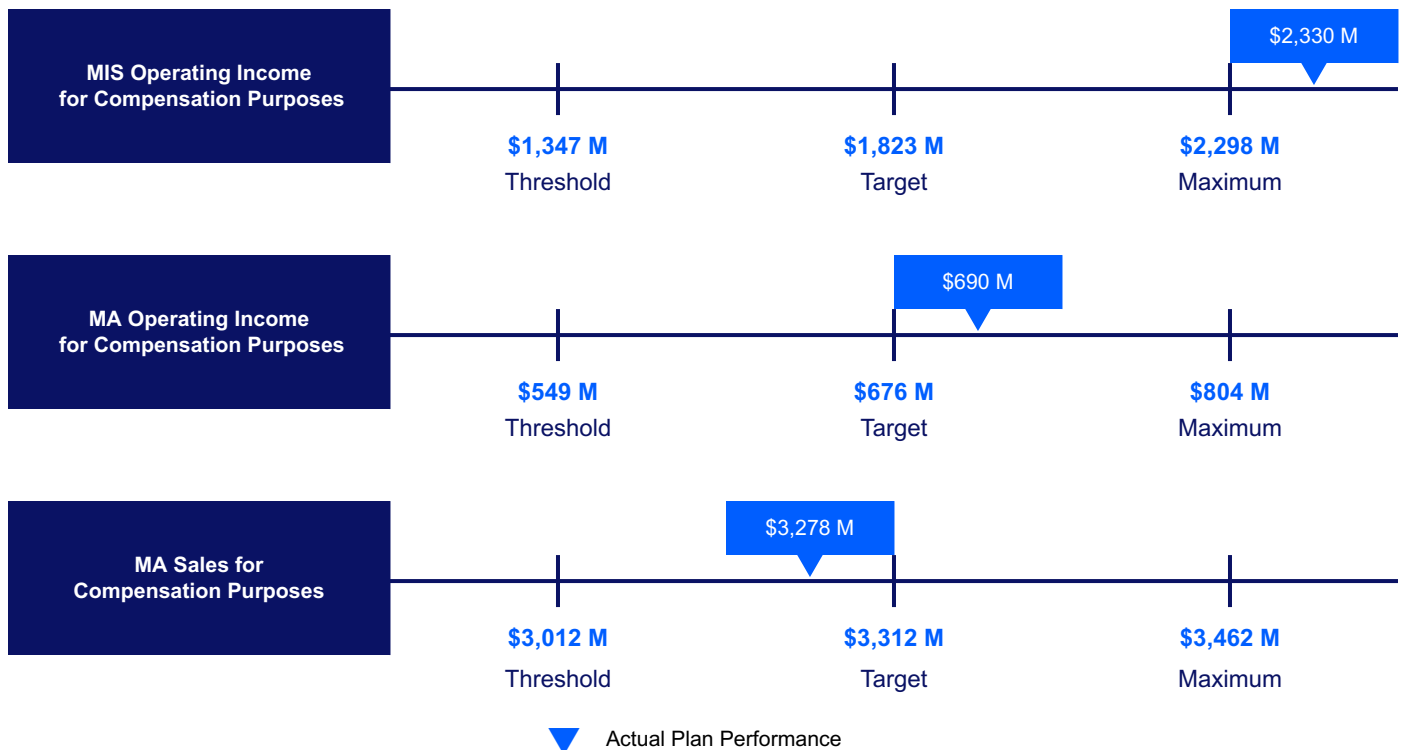 $2,330 M
MIS Operating Income
for Compensation Purposes
$1,347 M
$1,823 M
$2,298 M
Threshold
Target
Maximum
$690 M
MA Operating Income
for Compensation Purposes
$549 M
$676 M
$804 M
Threshold
Target
Maximum
$3,278 M
MA Sales for
Compensation Purposes
$3,012 M
$3,312 M
$3,462 M
Threshold
Target
Maximum
Actual Plan Performance